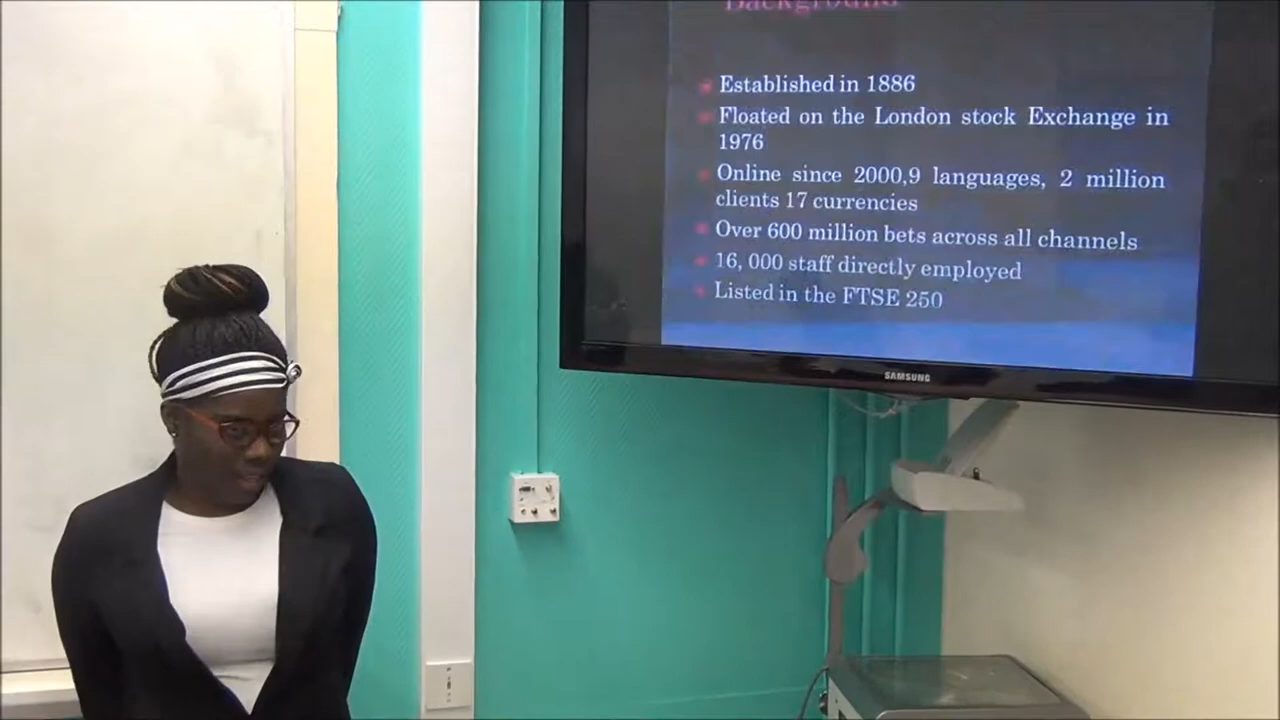 Background
Established in 1886
Floated on the London stock Exchange in
1976
Online since 2000,9 languages, 2 million
clients 17 currencies
Over 600 million bets across all channels
16, 000 staff directly employed
Listed in the FTSE 250
SAMSUNG